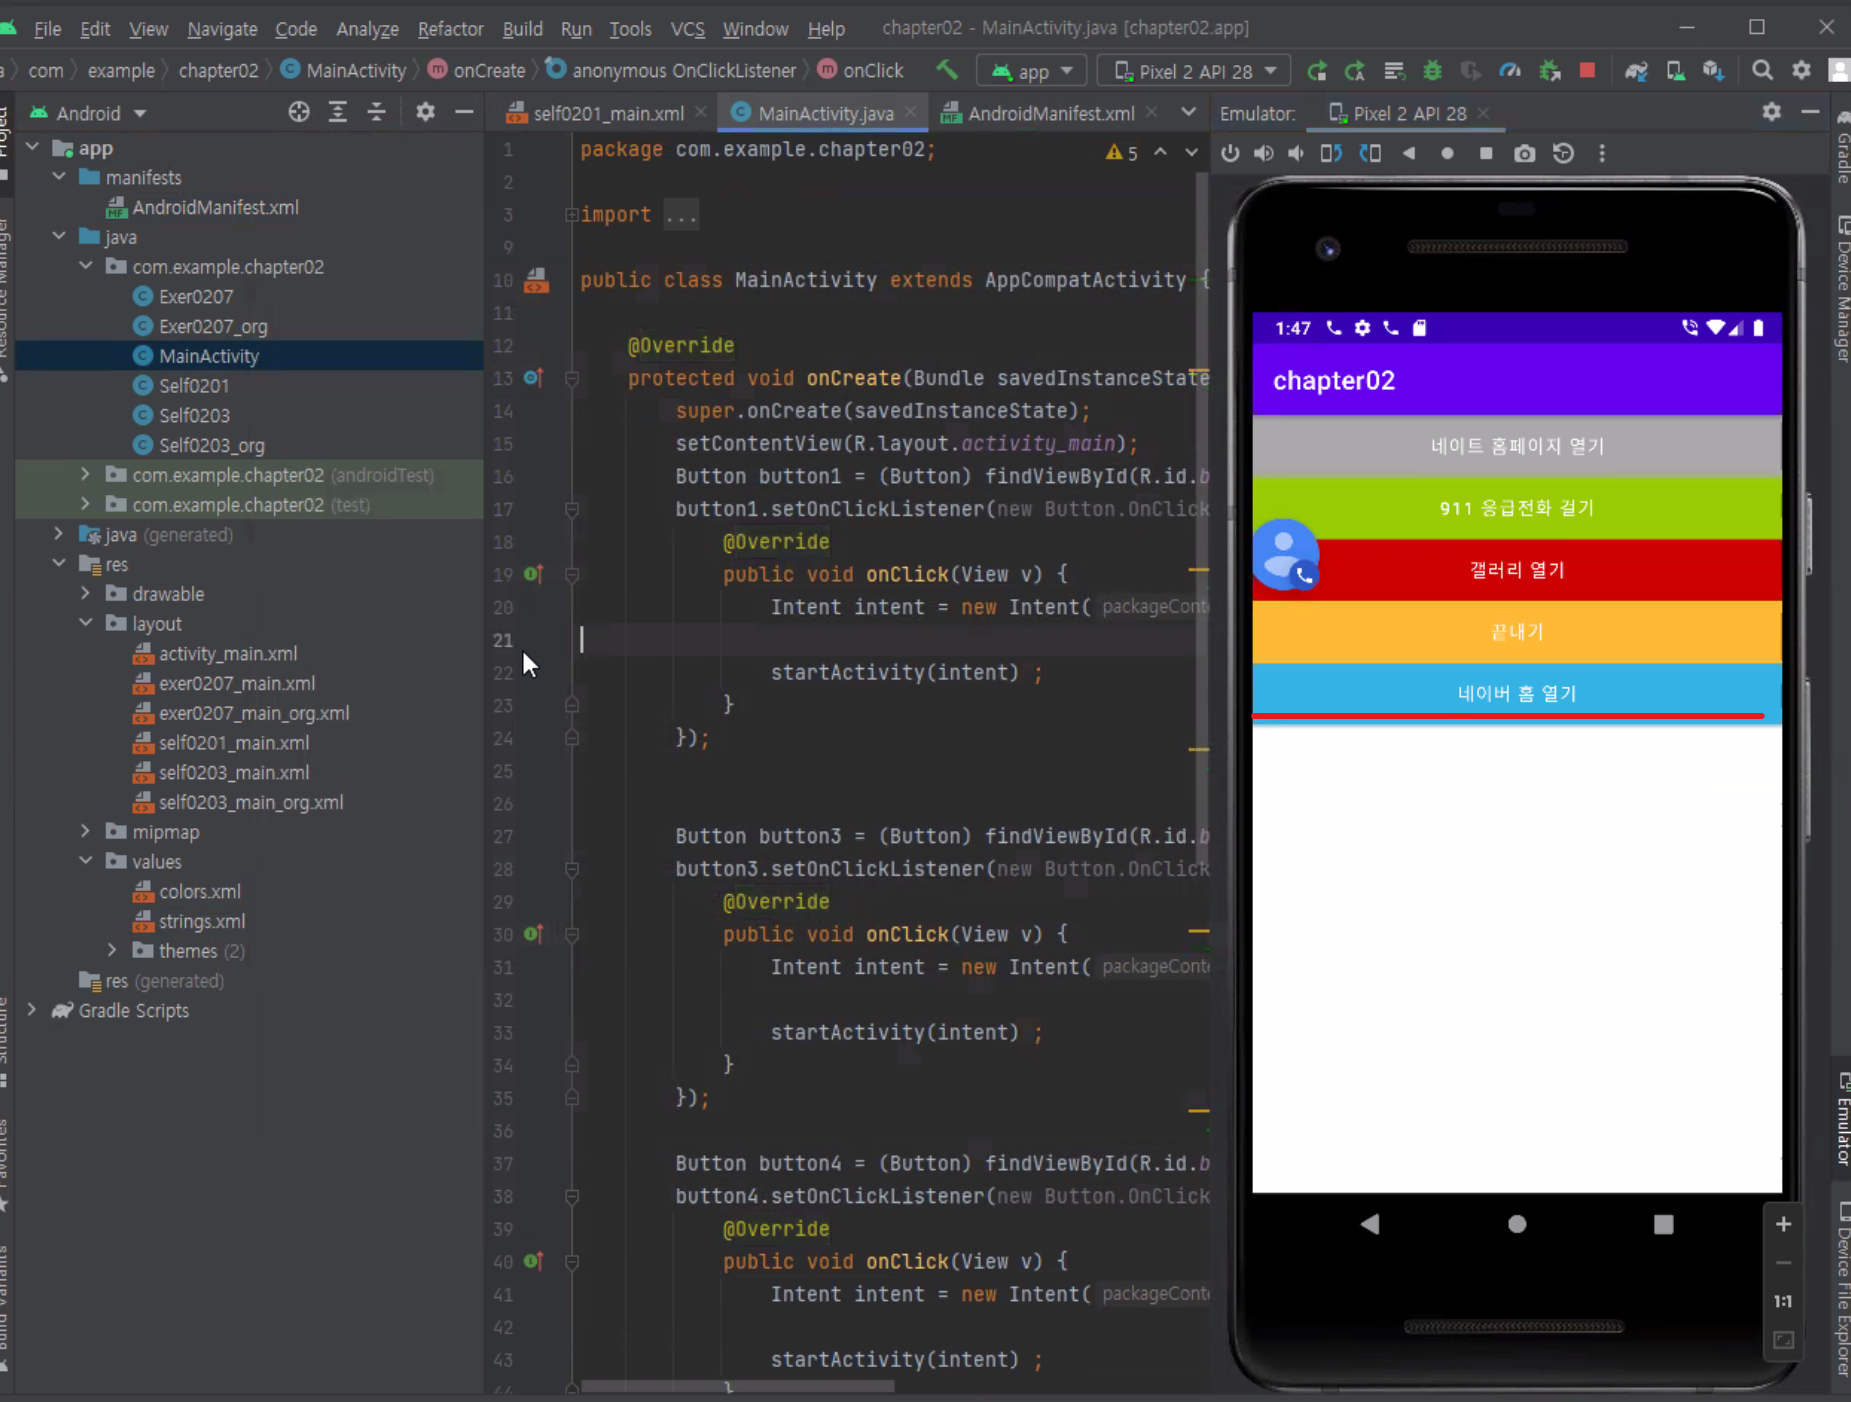 File Edit View Navigate Code Analyze Refactor Build Run Tools VCS Window Help chapter02 - MainActivity.java [chapter02.app]
com example chapter02 MainActivity onCreate anonymous OnClickListener onClick app Pixel 2 API 28
Android
self0201_main.xml MainActivity.java AndroidManifest.xml
Emulator: Pixel 2 API 28
app
manifests
AndroidManifest.xml
java
com.example.chapter02
Exer0207
Exer0207_org
MainActivity
Self0201
Self0203
Self0203_org
com.example.chapter02 (androidTest)
com.example.chapter02 (test)
java (generated)
res
drawable
layout
activity_main.xml
exer0207_main.xml
exer0207_main_org.xml
self0201_main.xml
self0203_main.xml
self0203_main_org.xml
mipmap
values
colors.xml
strings.xml
themes (2)
res (generated)
Gradle Scripts
5
1 package com.example.chapter02;
2
3 import ...
9
10 public class MainActivity extends AppCompatActivity {
11
12 @Override
13 protected void onCreate(Bundle savedInstanceState
14 super.onCreate(savedInstanceState);
15 setContentView(R.layout.activity_main);
16 Button button1 = (Button) findViewById(R.id.b
17 button1.setOnClickListener(new Button.OnClick
18 @Override
19 public void onClick(View v) {
20 Intent intent = new Intent( packageConte
21
22 startActivity(intent) ;
23 }
24 });
25
26
27 Button button3 = (Button) findViewById(R.id.b
28 button3.setOnClickListener(new Button.OnClick
29 @Override
30 public void onClick(View v) {
31 Intent intent = new Intent( packageConte
32
33 startActivity(intent) ;
34 }
35 });
36
37 Button button4 = (Button) findViewById(R.id.b
38 button4.setOnClickListener(new Button.OnClick
39 @Override
40 public void onClick(View v) {
41 Intent intent = new Intent( packageConte
42
43 startActivity(intent) ;
44 }
1:47
chapter02
네이트 홈페이지 열기
911 응급전화 걸기
갤러리 열기
끝내기
네이버 홈 열기
1:1
Project
Resource Manager
Structure
Favorites
Build Variants
Gradle
Device Manager
Emulator
Device File Explorer